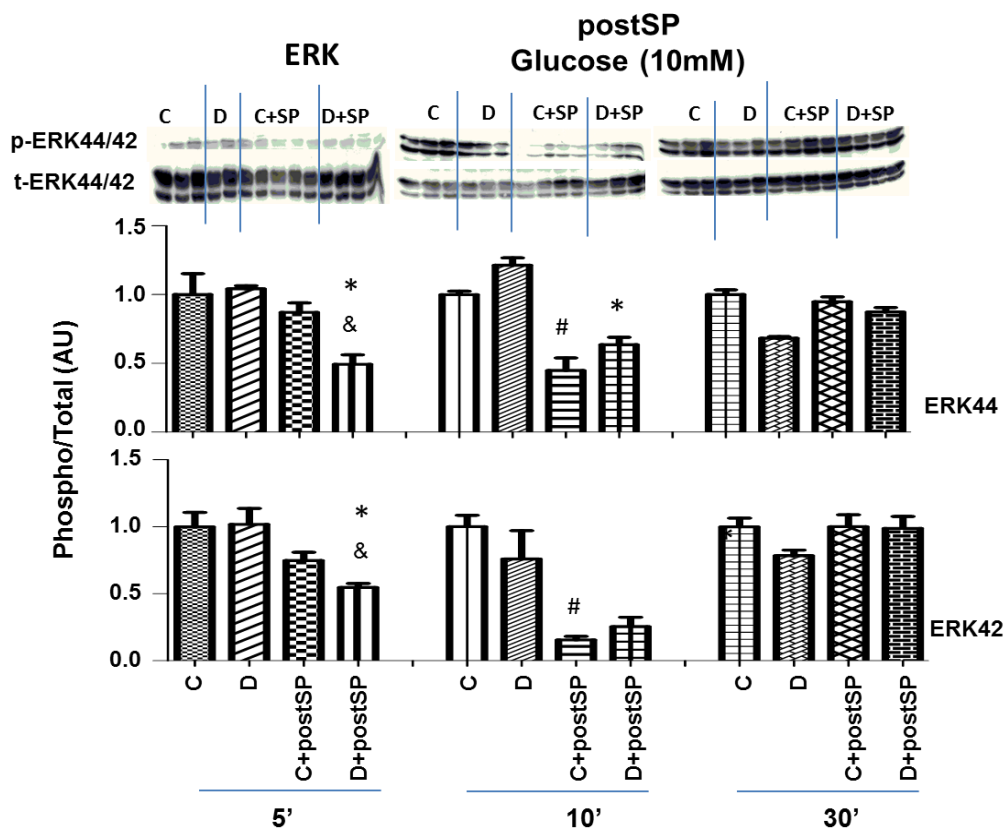 postSP
ERK
Glucose (10mM)
C D C+SP D+SP
C D C+SP D+SP
C D C+SP D+SP
p-ERK44/42
t-ERK44/42
Phospho/Total (AU)
1.5
1.0
0.5
0.0
*
&
#
*
ERK44
1.5
1.0
0.5
0.0
*
&
#
*
ERK42
C D C+postSP D+postSP
C D C+postSP D+postSP
C D C+postSP D+postSP
5’
10’
30’